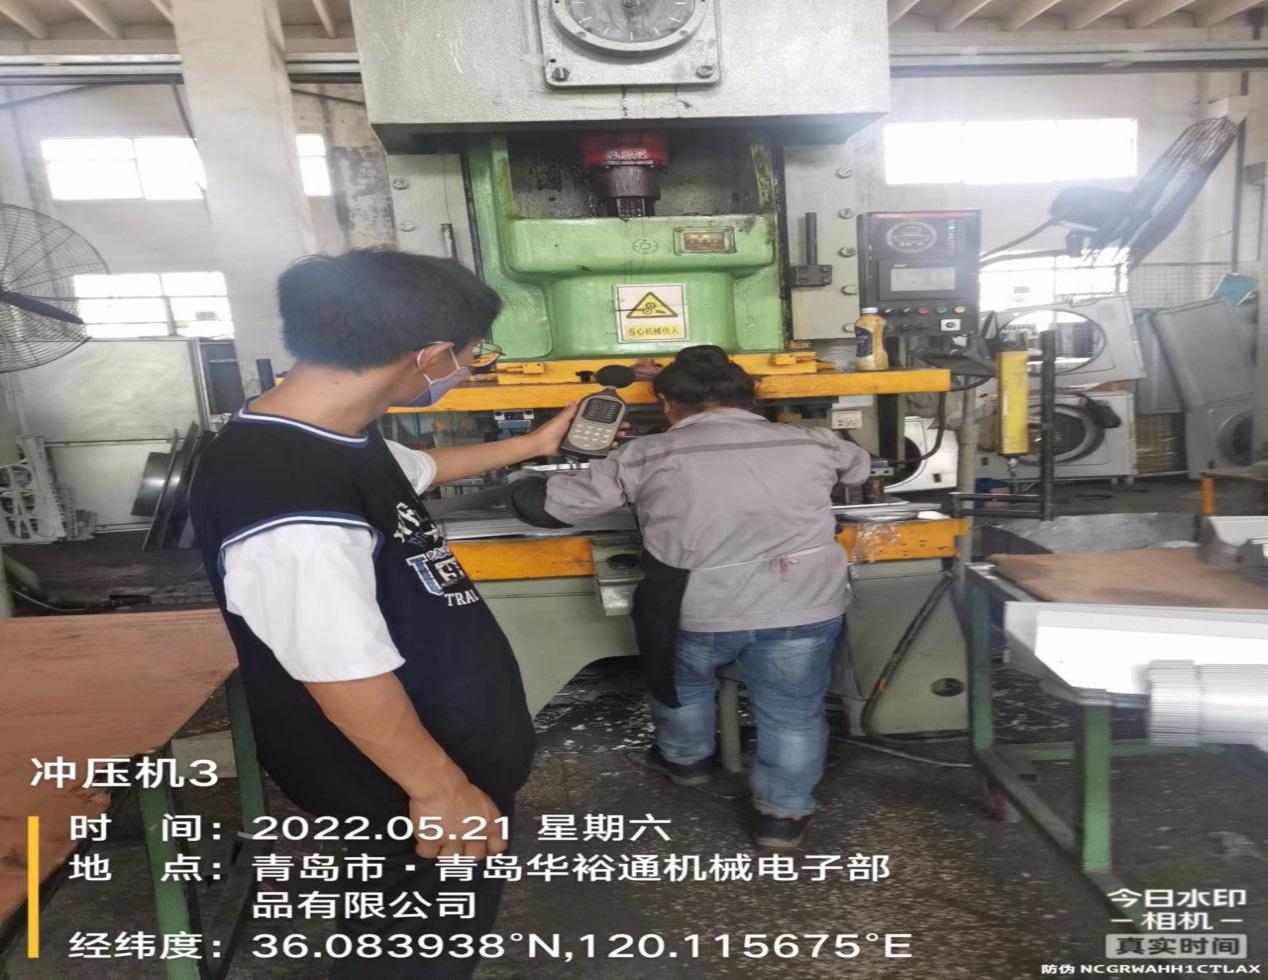 当心机械伤人
TRAI
冲压机3
时 间：2022.05.21 星期六
地 点：青岛市·青岛华裕通机械电子部
品有限公司
经纬度：36.083938°N,120.115675°E
今日水印
相机
真实时间
防伪 NCGRWAHH1CTLAX